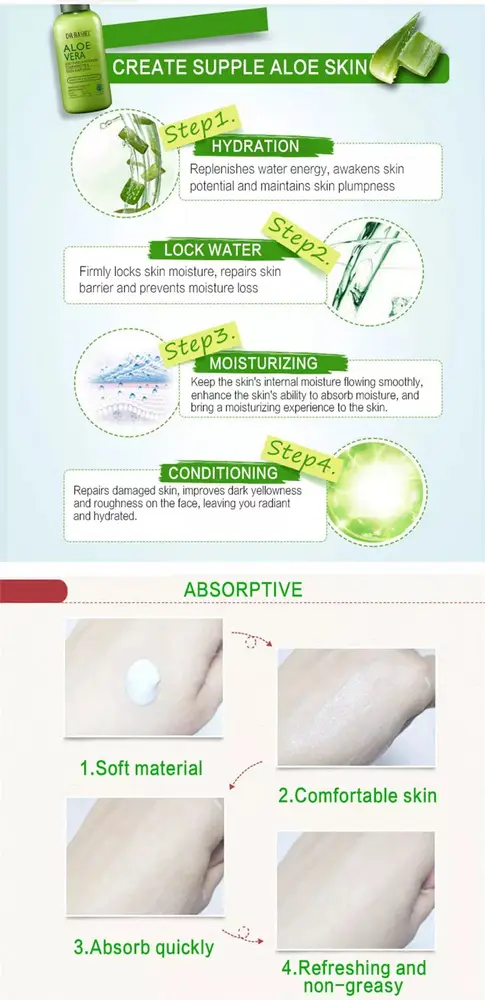 DR.RASHEL
ALOE
VERA
CREATE SUPPLE ALOE SKIN
Step1.
HYDRATION
Replenishes water energy, awakens skin
potential and maintains skin plumpness
Step2.
LOCK WATER
Firmly locks skin moisture, repairs skin
barrier and prevents moisture loss
Step3.
MOISTURIZING
Keep the skin's internal moisture flowing smoothly,
enhance the skin's ability to absorb moisture, and
bring a moisturizing experience to the skin.
Step4.
CONDITIONING
Repairs damaged skin, improves dark yellowness
and roughness on the face, leaving you radiant
and hydrated.
ABSORPTIVE
1.Soft material
2.Comfortable skin
3.Absorb quickly
4.Refreshing and
non-greasy